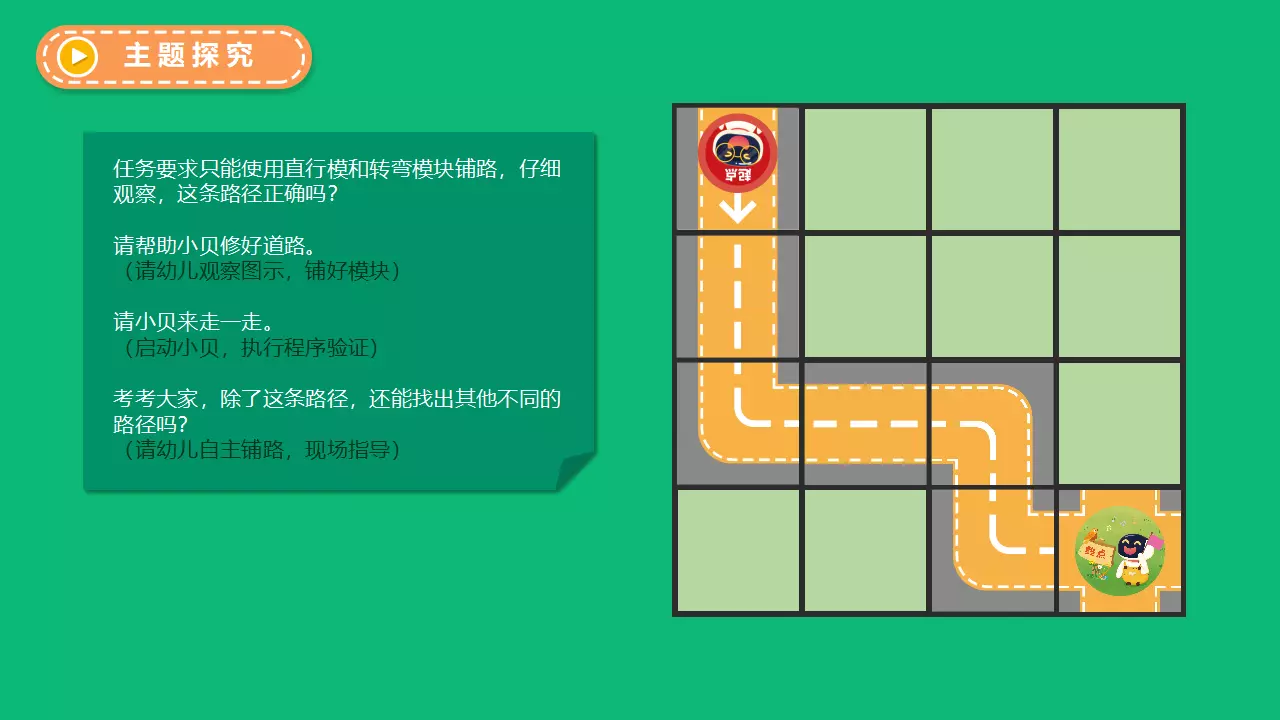 主题探究
任务要求只能使用直行模和转弯模块铺路，仔细
观察，这条路径正确吗？
请帮助小贝修好道路。
（请幼儿观察图示，铺好模块）
请小贝来走一走。
（启动小贝，执行程序验证）
考考大家，除了这条路径，还能找出其他不同的
路径吗？
（请幼儿自主铺路，现场指导）
起点
终点